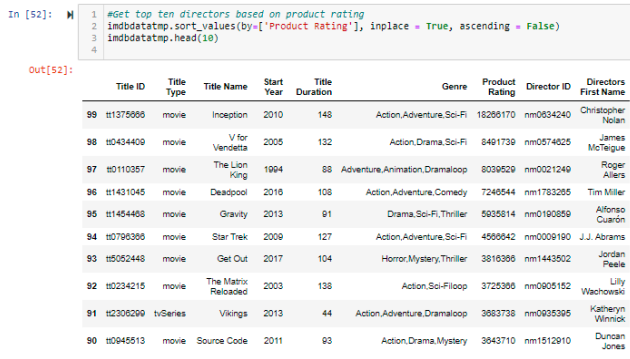 In [52]:
1 #Get top ten directors based on product rating
2 imdbdatatmp.sort_values(by=['Product Rating'], inplace = True, ascending = False)
3 imdbdatatmp.head(10)
4
Out[52]:
Title ID Title Type Title Name Start Year Title Duration Genre Product Rating Director ID Directors First Name
99 tt1375666 movie Inception 2010 148 Action,Adventure,Sci-Fi 18266170 nm0634240 Christopher Nolan
98 tt0434409 movie V for Vendetta 2005 132 Action,Drama,Sci-Fi 8491739 nm0574625 James McTeigue
97 tt0110357 movie The Lion King 1994 88 Adventure,Animation,Dramaloop 8039529 nm0021249 Roger Allers
96 tt1431045 movie Deadpool 2016 108 Action,Adventure,Comedy 7246544 nm1783265 Tim Miller
95 tt1454468 movie Gravity 2013 91 Drama,Sci-Fi,Thriller 5935814 nm0190859 Alfonso Cuarón
94 tt0796366 movie Star Trek 2009 127 Action,Adventure,Sci-Fi 4566642 nm0009190 J.J. Abrams
93 tt5052448 movie Get Out 2017 104 Horror,Mystery,Thriller 3816366 nm1443502 Jordan Peele
92 tt0234215 movie The Matrix Reloaded 2003 138 Action,Sci-Filoop 3725366 nm0905152 Lilly Wachowski
91 tt2306299 tvSeries Vikings 2013 44 Action,Adventure,Dramaloop 3683738 nm0935395 Katheryn Winnick
90 tt0945513 movie Source Code 2011 93 Action,Drama,Mystery 3643710 nm1512910 Duncan Jones